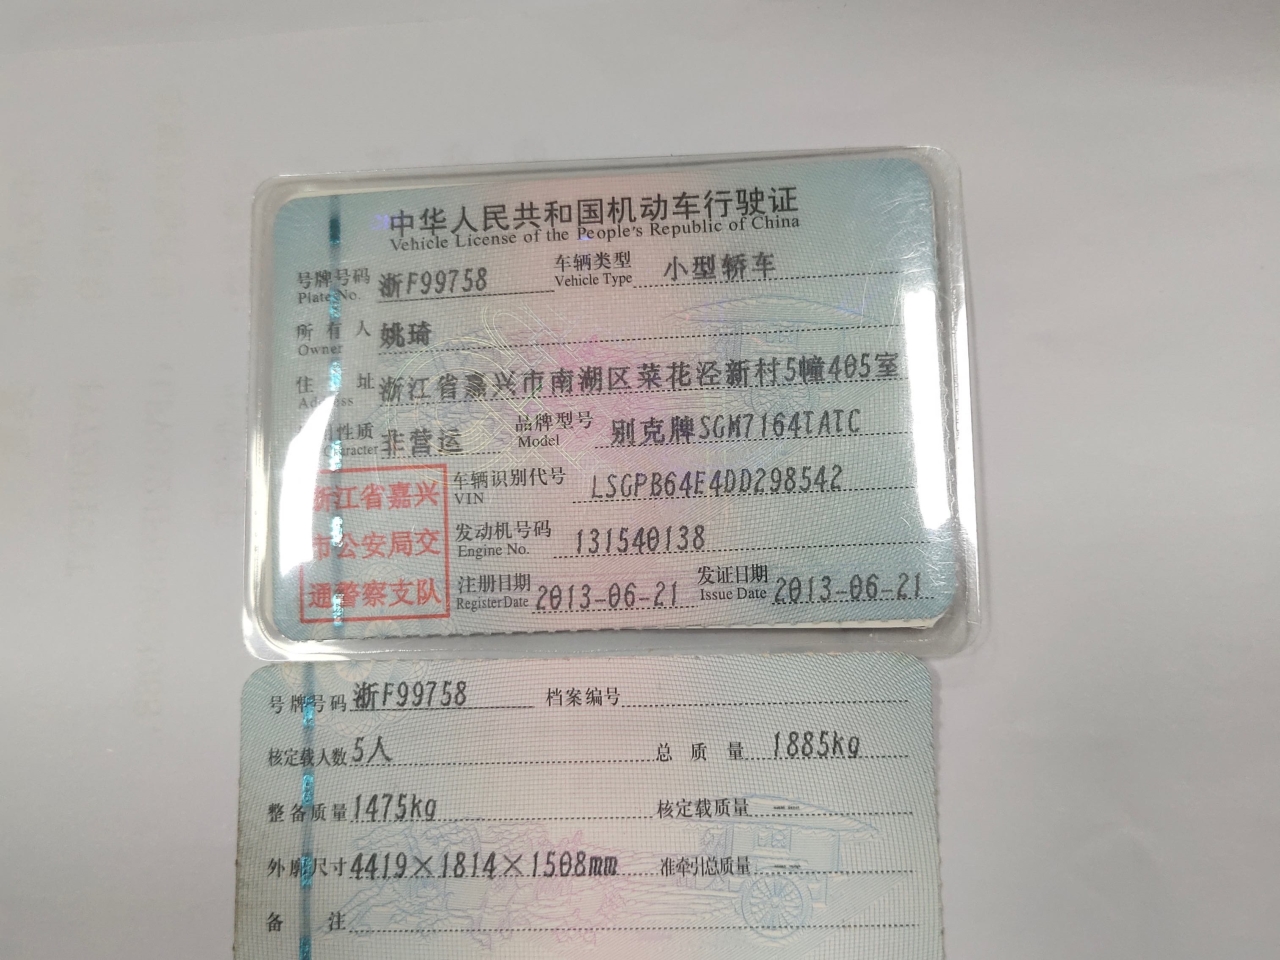 中华人民共和国机动车行驶证
Vehicle License of the People's Republic of China
号牌号码 浙F99758 车辆类型 小型轿车
Plate No. Vehicle Type
所有人 姚琦
Owner
住址 浙江省嘉兴市南湖区菜花泾新村5幢405室
Address
性质 非营运 品牌型号 别克牌SGM7164IATC
Character Model
浙江省嘉兴
市公安局交
通警察支队
车辆识别代号 LSGPB64E4DD298542
VIN
发动机号码 131540138
Engine No.
注册日期 2013-06-21 发证日期 2013-06-21
Register Date Issue Date
号牌号码 浙F99758 档案编号
核定载人数 5人 总质量 1885kg
整备质量 1475kg 核定载质量 --
外廓尺寸 4419×1814×1508mm 准牵引总质量 --
备注